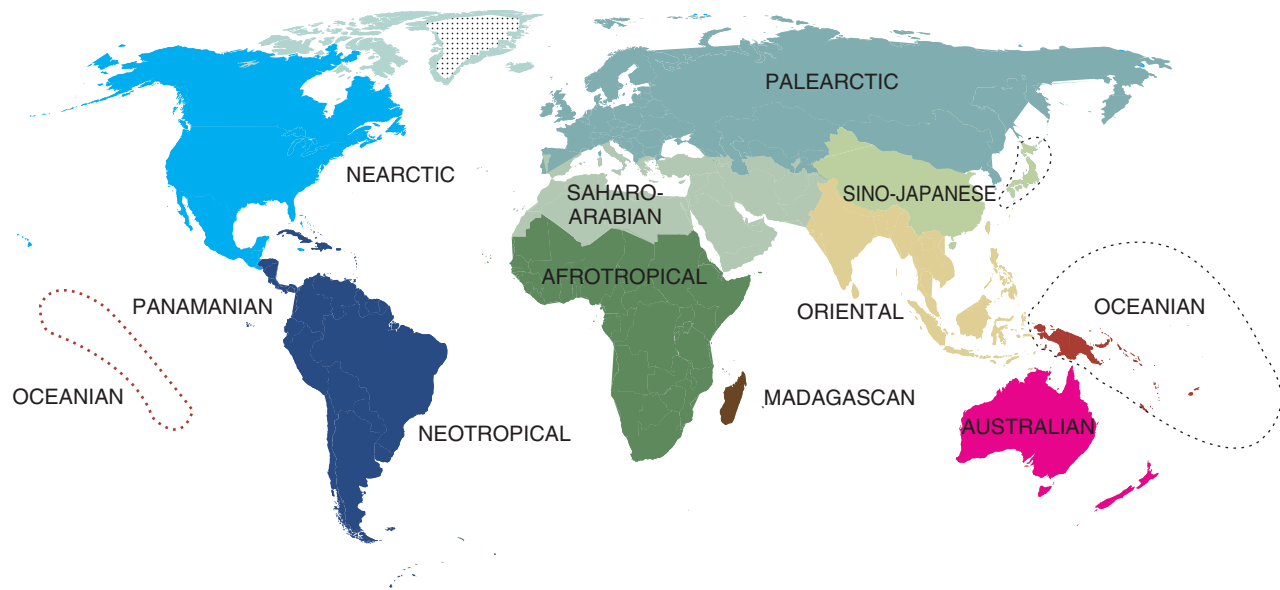 PALEARCTIC
NEARCTIC
SAHARO-
ARABIAN
SINO-JAPANESE
AFROTROPICAL
PANAMANIAN
ORIENTAL
OCEANIAN
OCEANIAN
MADAGASCAN
NEOTROPICAL
AUSTRALIAN